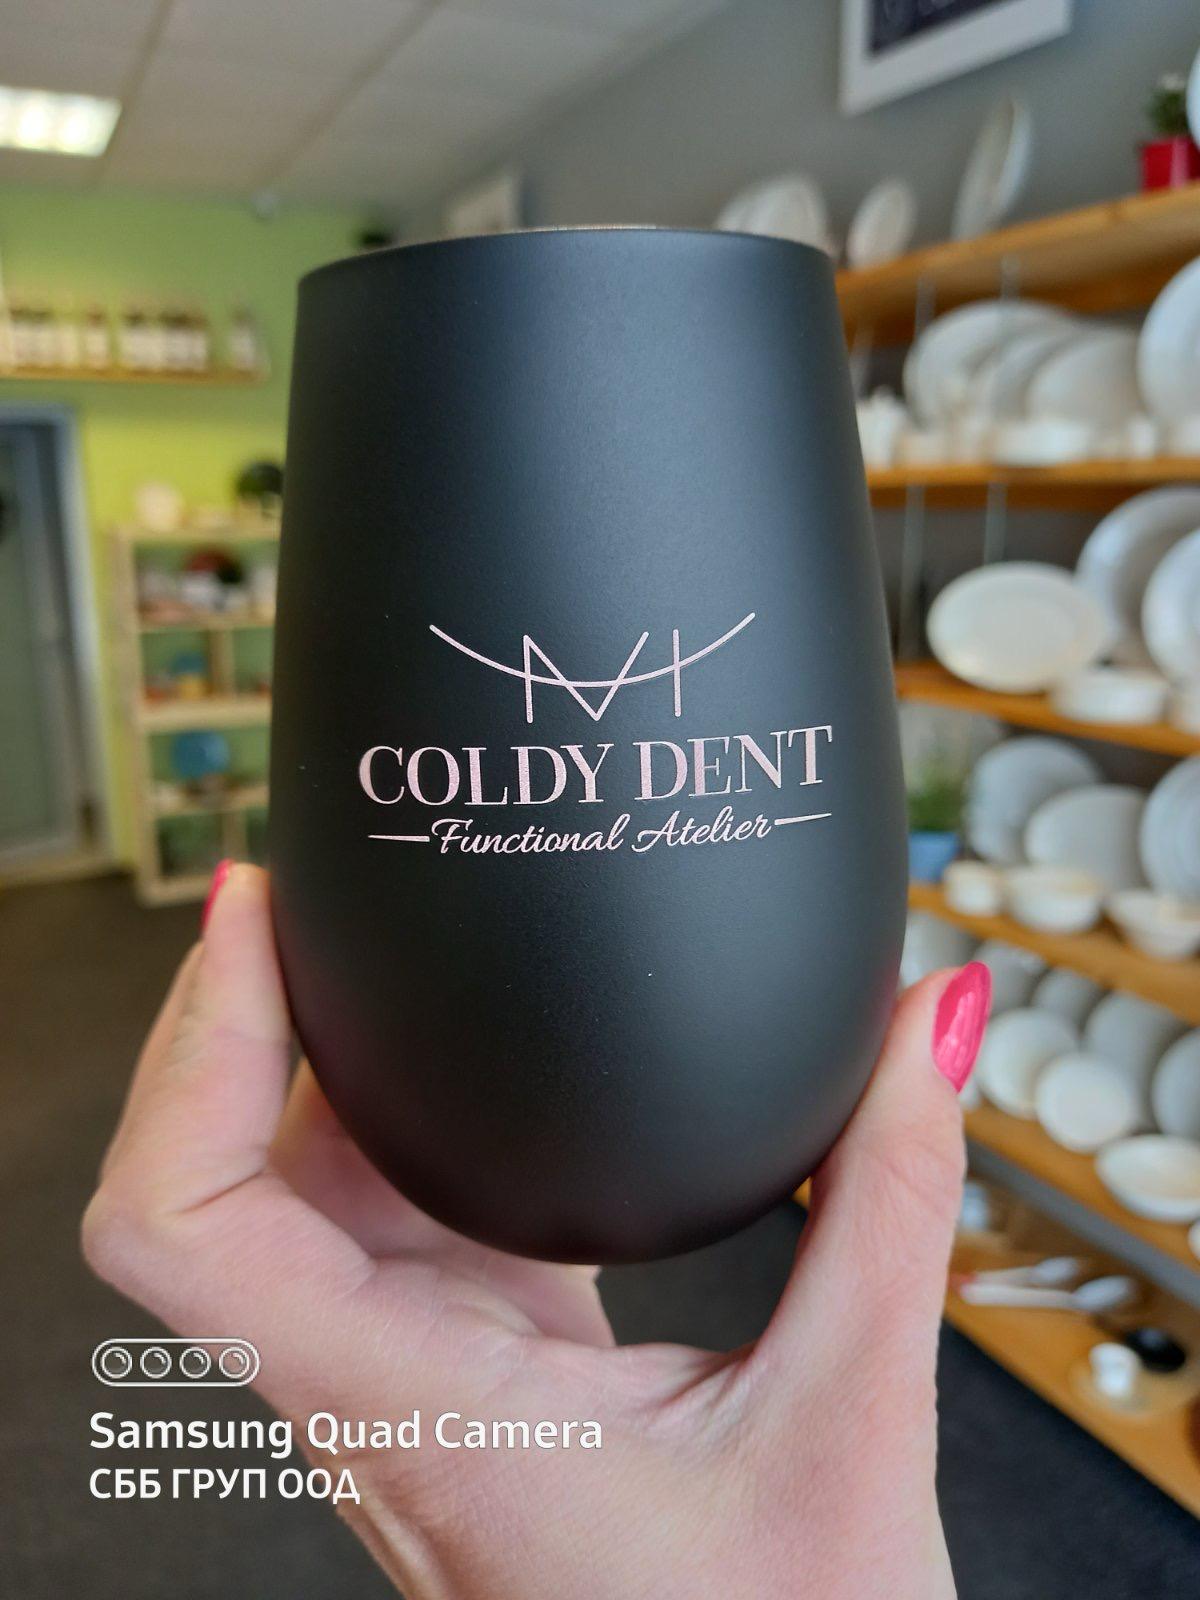 COLDY DENT
Functional Atelier
Samsung Quad Camera
СББ ГРУП ООД